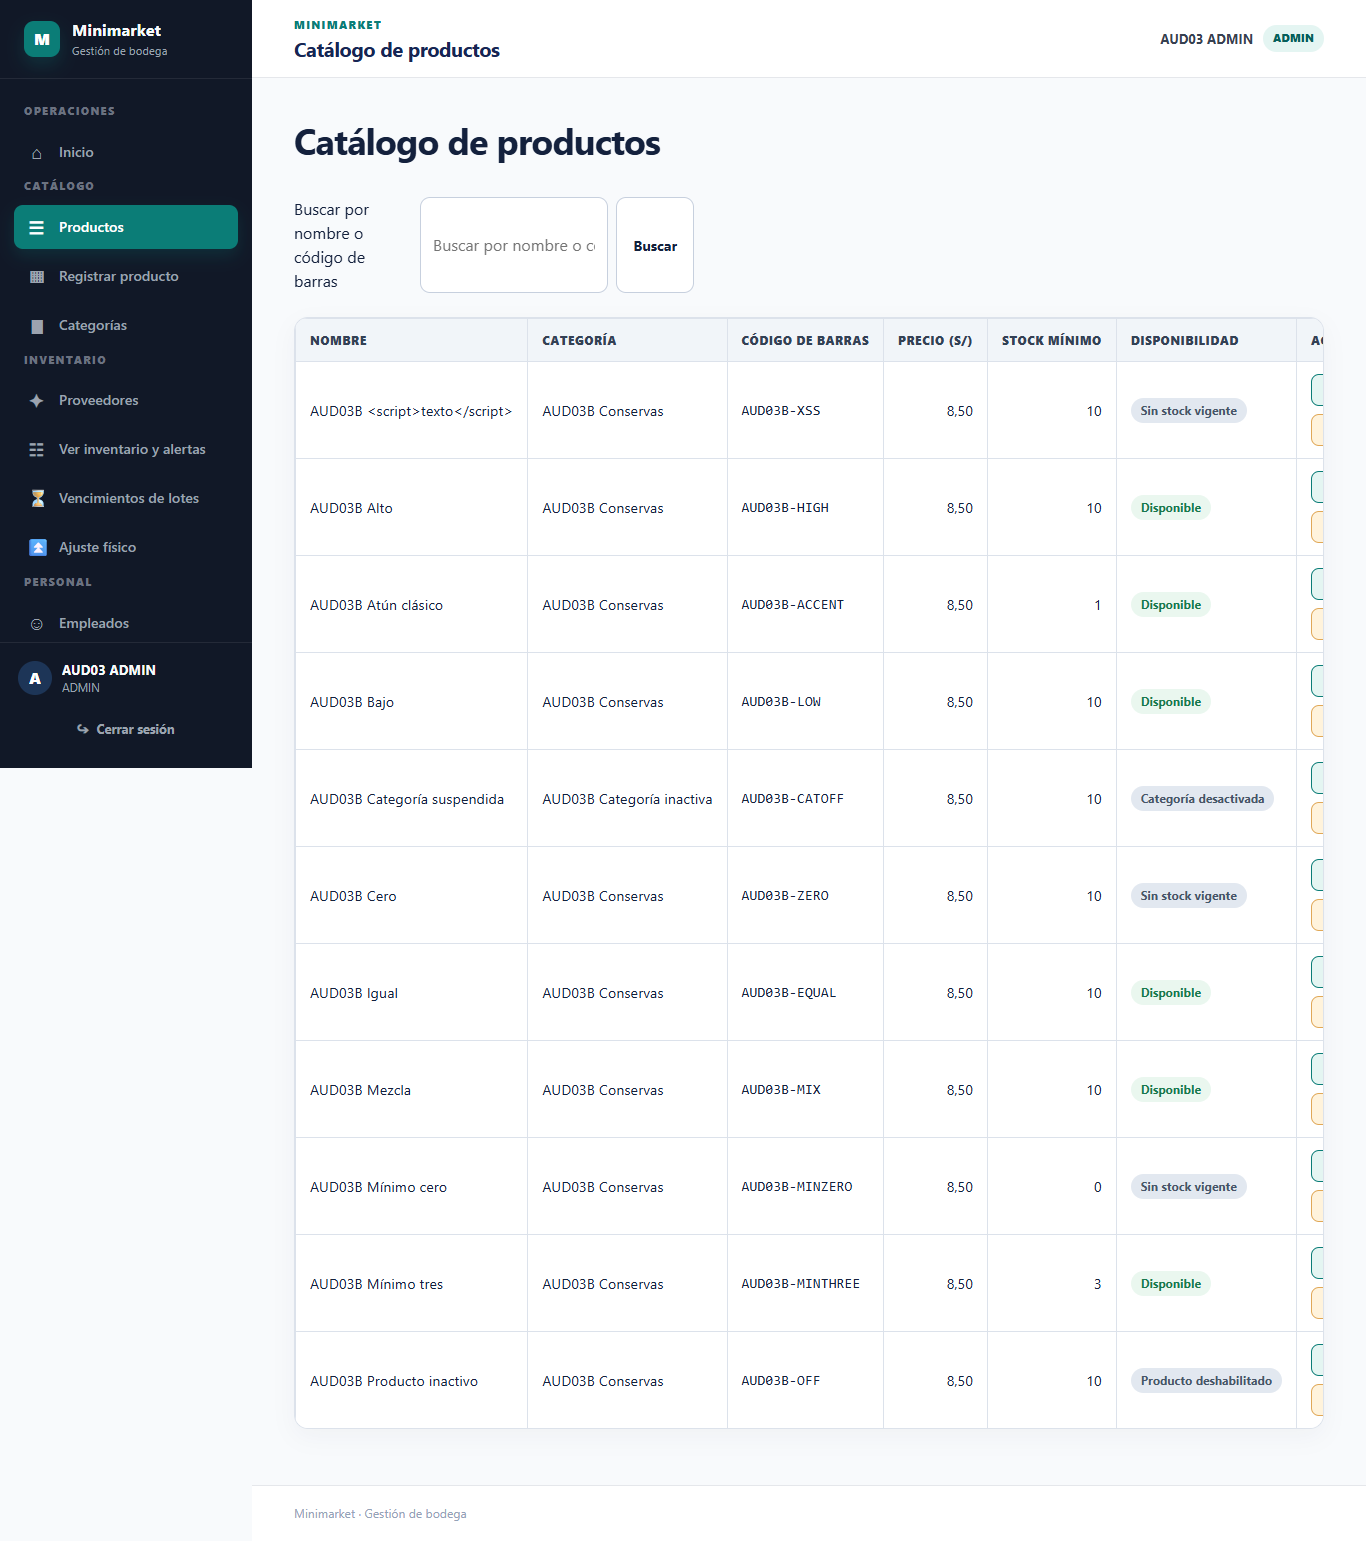 M
Minimarket
Gestión de bodega
OPERACIONES
Inicio
CATÁLOGO
Productos
Registrar producto
Categorías
INVENTARIO
Proveedores
Ver inventario y alertas
Vencimientos de lotes
Ajuste físico
PERSONAL
Empleados
A
AUD03 ADMIN
ADMIN
Cerrar sesión
MINIMARKET
Catálogo de productos
AUD03 ADMIN ADMIN
Catálogo de productos
Buscar por
nombre o
código de
barras
Buscar por nombre o c
Buscar
NOMBRE CATEGORÍA CÓDIGO DE BARRAS PRECIO (S/) STOCK MÍNIMO DISPONIBILIDAD
AUD03B <script>texto</script> AUD03B Conservas AUD03B-XSS 8,50 10 Sin stock vigente
AUD03B Alto AUD03B Conservas AUD03B-HIGH 8,50 10 Disponible
AUD03B Atún clásico AUD03B Conservas AUD03B-ACCENT 8,50 1 Disponible
AUD03B Bajo AUD03B Conservas AUD03B-LOW 8,50 10 Disponible
AUD03B Categoría suspendida AUD03B Categoría inactiva AUD03B-CATOFF 8,50 10 Categoría desactivada
AUD03B Cero AUD03B Conservas AUD03B-ZERO 8,50 10 Sin stock vigente
AUD03B Igual AUD03B Conservas AUD03B-EQUAL 8,50 10 Disponible
AUD03B Mezcla AUD03B Conservas AUD03B-MIX 8,50 10 Disponible
AUD03B Mínimo cero AUD03B Conservas AUD03B-MINZERO 8,50 0 Sin stock vigente
AUD03B Mínimo tres AUD03B Conservas AUD03B-MINTHREE 8,50 3 Disponible
AUD03B Producto inactivo AUD03B Conservas AUD03B-OFF 8,50 10 Producto deshabilitado
Minimarket · Gestión de bodega